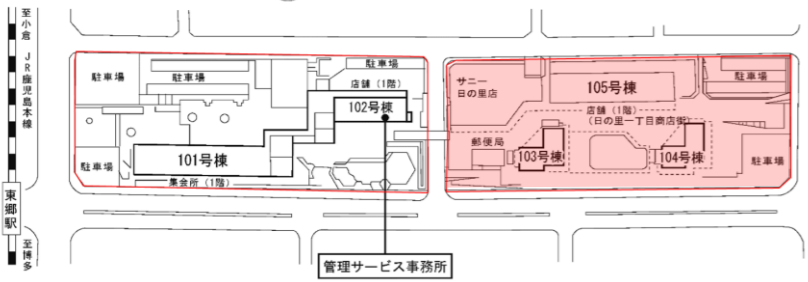 至小倉
JR鹿児島本線
東郷駅
至博多
駐車場
駐車場
駐車場
店舗（1階）
102号棟
101号棟
駐車場
集会所（1階）
管理サービス事務所
サニー
日の里店
105号棟
店舗（1階）
（日の里一丁目商店街）
郵便局
103号棟
104号棟
駐車場
駐車場